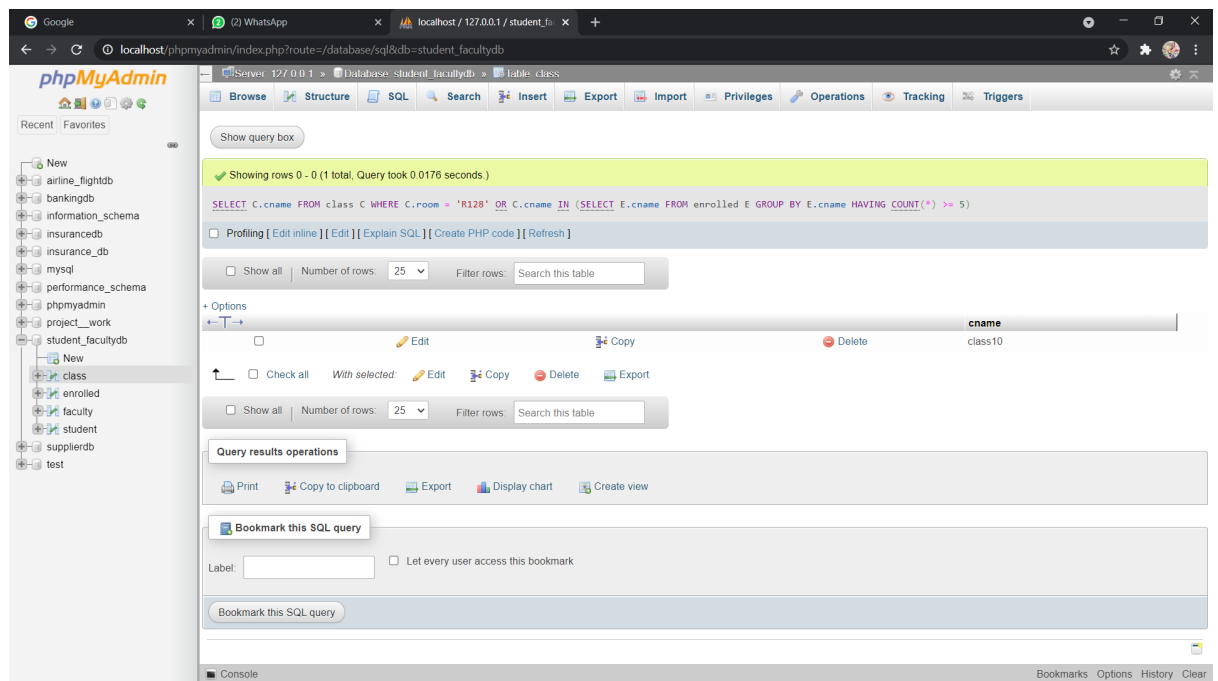 Google
(2) WhatsApp
localhost / 127.0.0.1 / student_fa
localhost/phpmyadmin/index.php?route=/database/sql&db=student_facultydb
phpMyAdmin
Recent Favorites
New
airline_flightdb
bankingdb
information_schema
insurancedb
insurance_db
mysql
performance_schema
phpmyadmin
project__work
student_facultydb
New
class
enrolled
faculty
student
supplierdb
test
Server 127.0.0.1 » Database student_facultydb » Table class
Browse Structure SQL Search Insert Export Import Privileges Operations Tracking Triggers
Show query box
Showing rows 0 - 0 (1 total, Query took 0.0176 seconds.)
SELECT C.cname FROM class C WHERE C.room = 'R128' OR C.cname IN (SELECT E.cname FROM enrolled E GROUP BY E.cname HAVING COUNT(*) >= 5)
Profiling [ Edit inline ] [ Edit ] [ Explain SQL ] [ Create PHP code ] [ Refresh ]
Show all | Number of rows: 25 Filter rows: Search this table
+ Options
←T→ cname
Edit Copy Delete class10
Check all With selected: Edit Copy Delete Export
Show all | Number of rows: 25 Filter rows: Search this table
Query results operations
Print Copy to clipboard Export Display chart Create view
Bookmark this SQL query
Label: Let every user access this bookmark
Bookmark this SQL query
Console Bookmarks Options History Clear